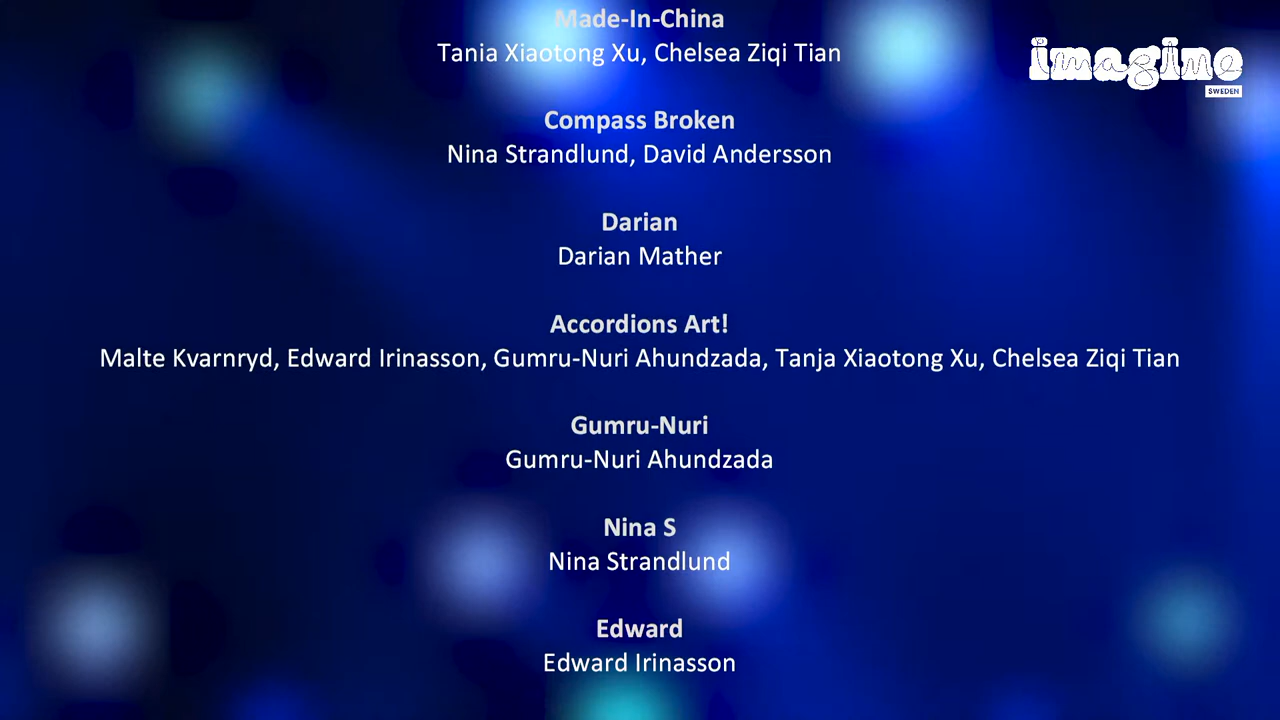 Made-In-China
Tania Xiaotong Xu, Chelsea Ziqi Tian
imagine
SWEDEN
Compass Broken
Nina Strandlund, David Andersson
Darian
Darian Mather
Accordions Art!
Malte Kvarnryd, Edward Irinasson, Gumru-Nuri Ahundzada, Tanja Xiaotong Xu, Chelsea Ziqi Tian
Gumru-Nuri
Gumru-Nuri Ahundzada
Nina S
Nina Strandlund
Edward
Edward Irinasson